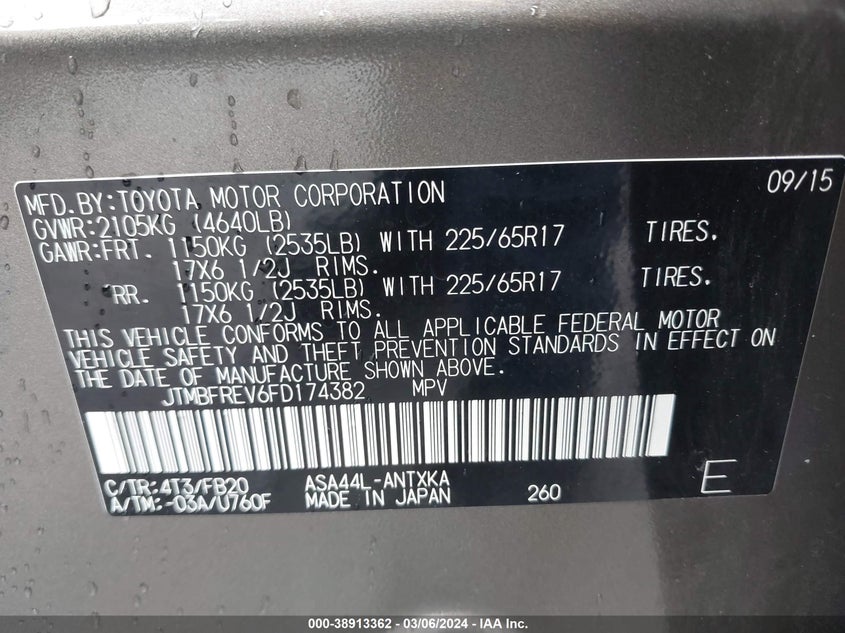 MFD.BY:TOYOTA MOTOR CORPORATION 09/15
GVWR:2105KG (4640LB)
GAWR:FRT. 1150KG (2535LB) WITH 225/65R17 TIRES.
17X6 1/2J RIMS.
RR. 1150KG (2535LB) WITH 225/65R17 TIRES.
17X6 1/2J RIMS.
THIS VEHICLE CONFORMS TO ALL APPLICABLE FEDERAL MOTOR
VEHICLE SAFETY AND THEFT PREVENTION STANDARDS IN EFFECT ON
THE DATE OF MANUFACTURE SHOWN ABOVE.
JTMBFREV6FD174382 MPV
C/TR:4T3/FB20 ASA44L-ANTXKA
A/TM:-03A/U760F MADE IN JAPAN 260 E
000-38913362 - 03/06/2024 - IAA Inc.